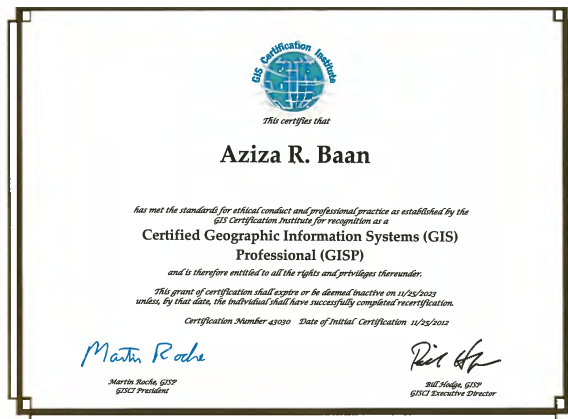 GIS Certification Institute
This certifies that
Aziza R. Baan
has met the standards for ethical conduct and professional practice as established by the
GIS Certification Institute for recognition as a
Certified Geographic Information Systems (GIS)
Professional (GISP)
and is therefore entitled to all the rights and privileges thereunder.
This grant of certification shall expire or be deemed inactive on 11/25/2023
unless, by that date, the individual shall have successfully completed recertification.
Certification Number 43030 Date of Initial Certification 11/25/2012
Martin Roche
Martin Roche, GISP
GISCI President
Bill Hodge, GISP
GISCI Executive Director